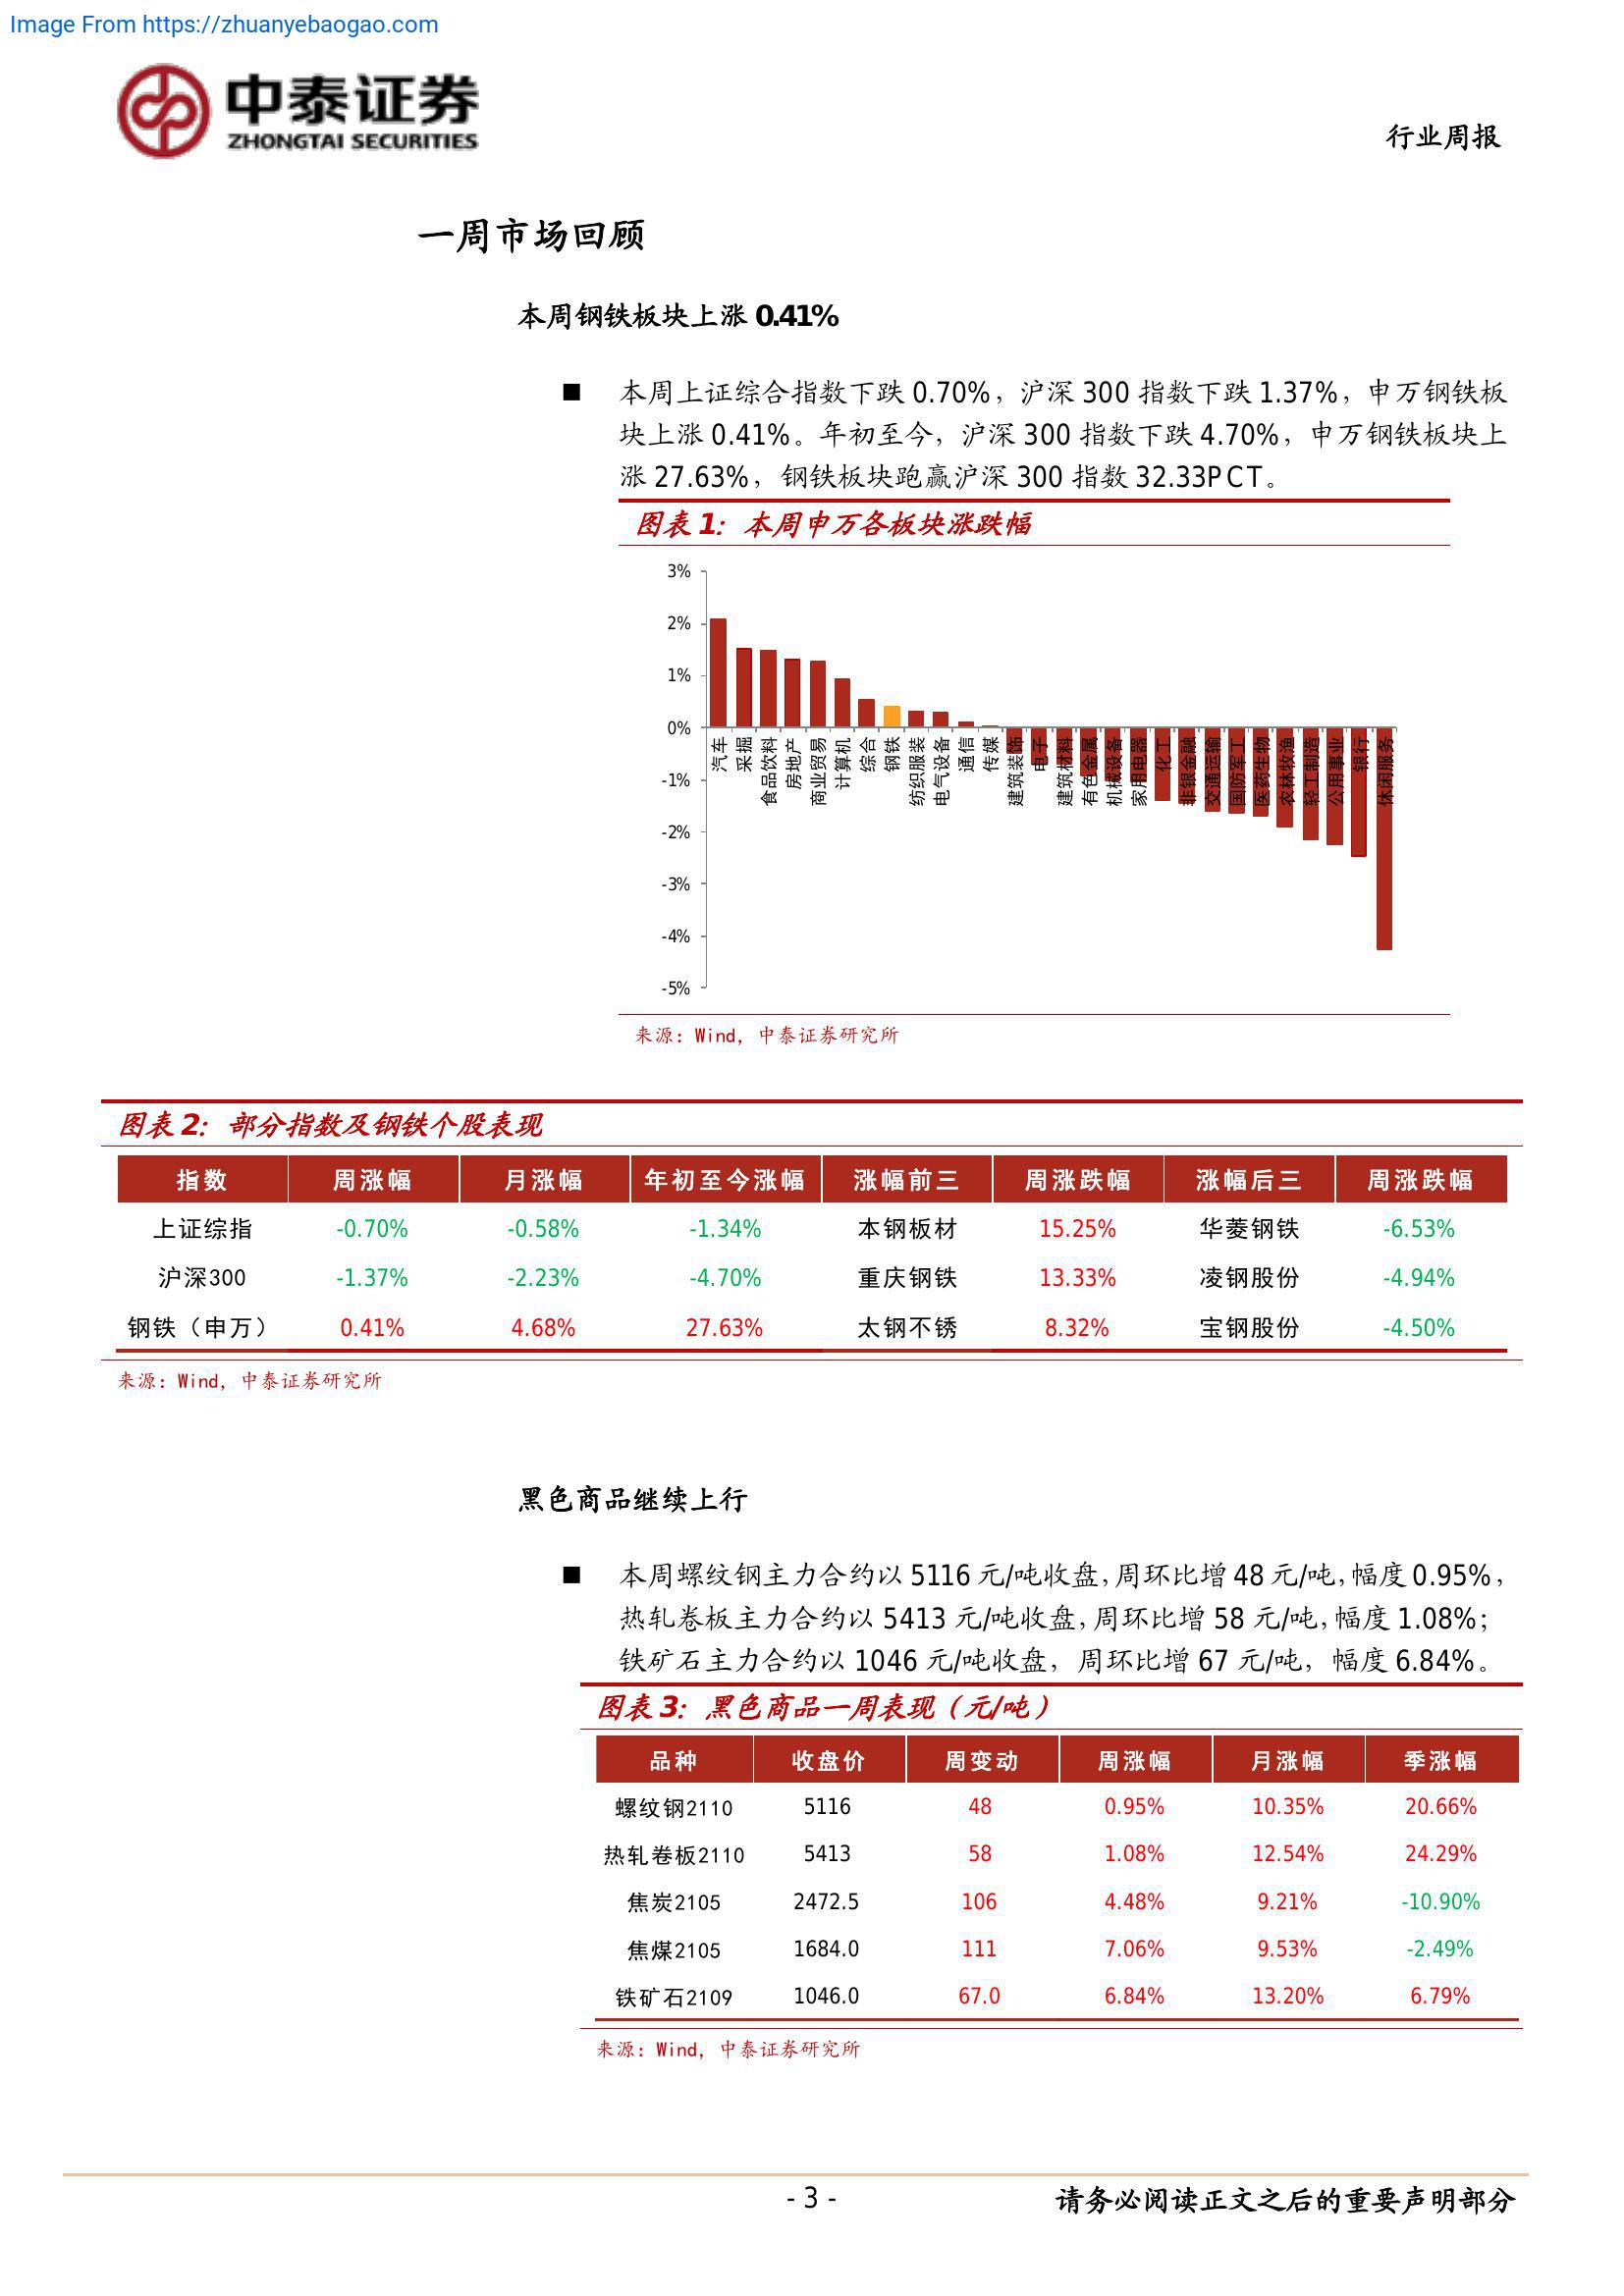 Image From https://zhuanyebaogao.com
中泰证券
ZHONGTAI SECURITIES
行业周报
一周市场回顾
本周钢铁板块上涨 0.41%
■ 本周上证综合指数下跌 0.70%，沪深 300 指数下跌 1.37%，申万钢铁板
块上涨 0.41%。年初至今，沪深 300 指数下跌 4.70%，申万钢铁板块上
涨 27.63%，钢铁板块跑赢沪深 300 指数 32.33PCT。
图表 1：本周申万各板块涨跌幅
3%
2%
1%
0%
-1%
-2%
-3%
-4%
-5%
汽车 采掘 食品饮料 房地产 商业贸易 计算机 综合 钢铁 纺织服装 电气设备 通信 传媒 建筑装饰 电子 建筑材料 有色金属 机械设备 家用电器 化工 非银金融 交通运输 国防军工 医药生物 农林牧渔 轻工制造 公用事业 银行 休闲服务
来源：Wind，中泰证券研究所
图表 2：部分指数及钢铁个股表现
指数 周涨幅 月涨幅 年初至今涨幅 涨幅前三 周涨跌幅 涨幅后三 周涨跌幅
上证综指 -0.70% -0.58% -1.34% 本钢板材 15.25% 华菱钢铁 -6.53%
沪深300 -1.37% -2.23% -4.70% 重庆钢铁 13.33% 凌钢股份 -4.94%
钢铁（申万） 0.41% 4.68% 27.63% 太钢不锈 8.32% 宝钢股份 -4.50%
来源：Wind，中泰证券研究所
黑色商品继续上行
■ 本周螺纹钢主力合约以 5116 元/吨收盘，周环比增 48 元/吨，幅度 0.95%，
热轧卷板主力合约以 5413 元/吨收盘，周环比增 58 元/吨，幅度 1.08%；
铁矿石主力合约以 1046 元/吨收盘，周环比增 67 元/吨，幅度 6.84%。
图表 3：黑色商品一周表现（元/吨）
品种 收盘价 周变动 周涨幅 月涨幅 季涨幅
螺纹钢2110 5116 48 0.95% 10.35% 20.66%
热轧卷板2110 5413 58 1.08% 12.54% 24.29%
焦炭2105 2472.5 106 4.48% 9.21% -10.90%
焦煤2105 1684.0 111 7.06% 9.53% -2.49%
铁矿石2109 1046.0 67.0 6.84% 13.20% 6.79%
来源：Wind，中泰证券研究所
- 3 -
请务必阅读正文之后的重要声明部分